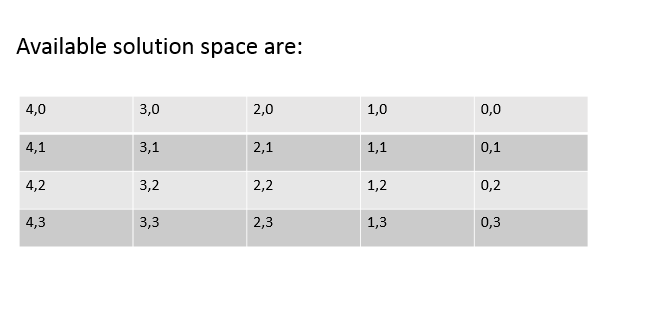 Available solution space are:
4,0 3,0 2,0 1,0 0,0
4,1 3,1 2,1 1,1 0,1
4,2 3,2 2,2 1,2 0,2
4,3 3,3 2,3 1,3 0,3